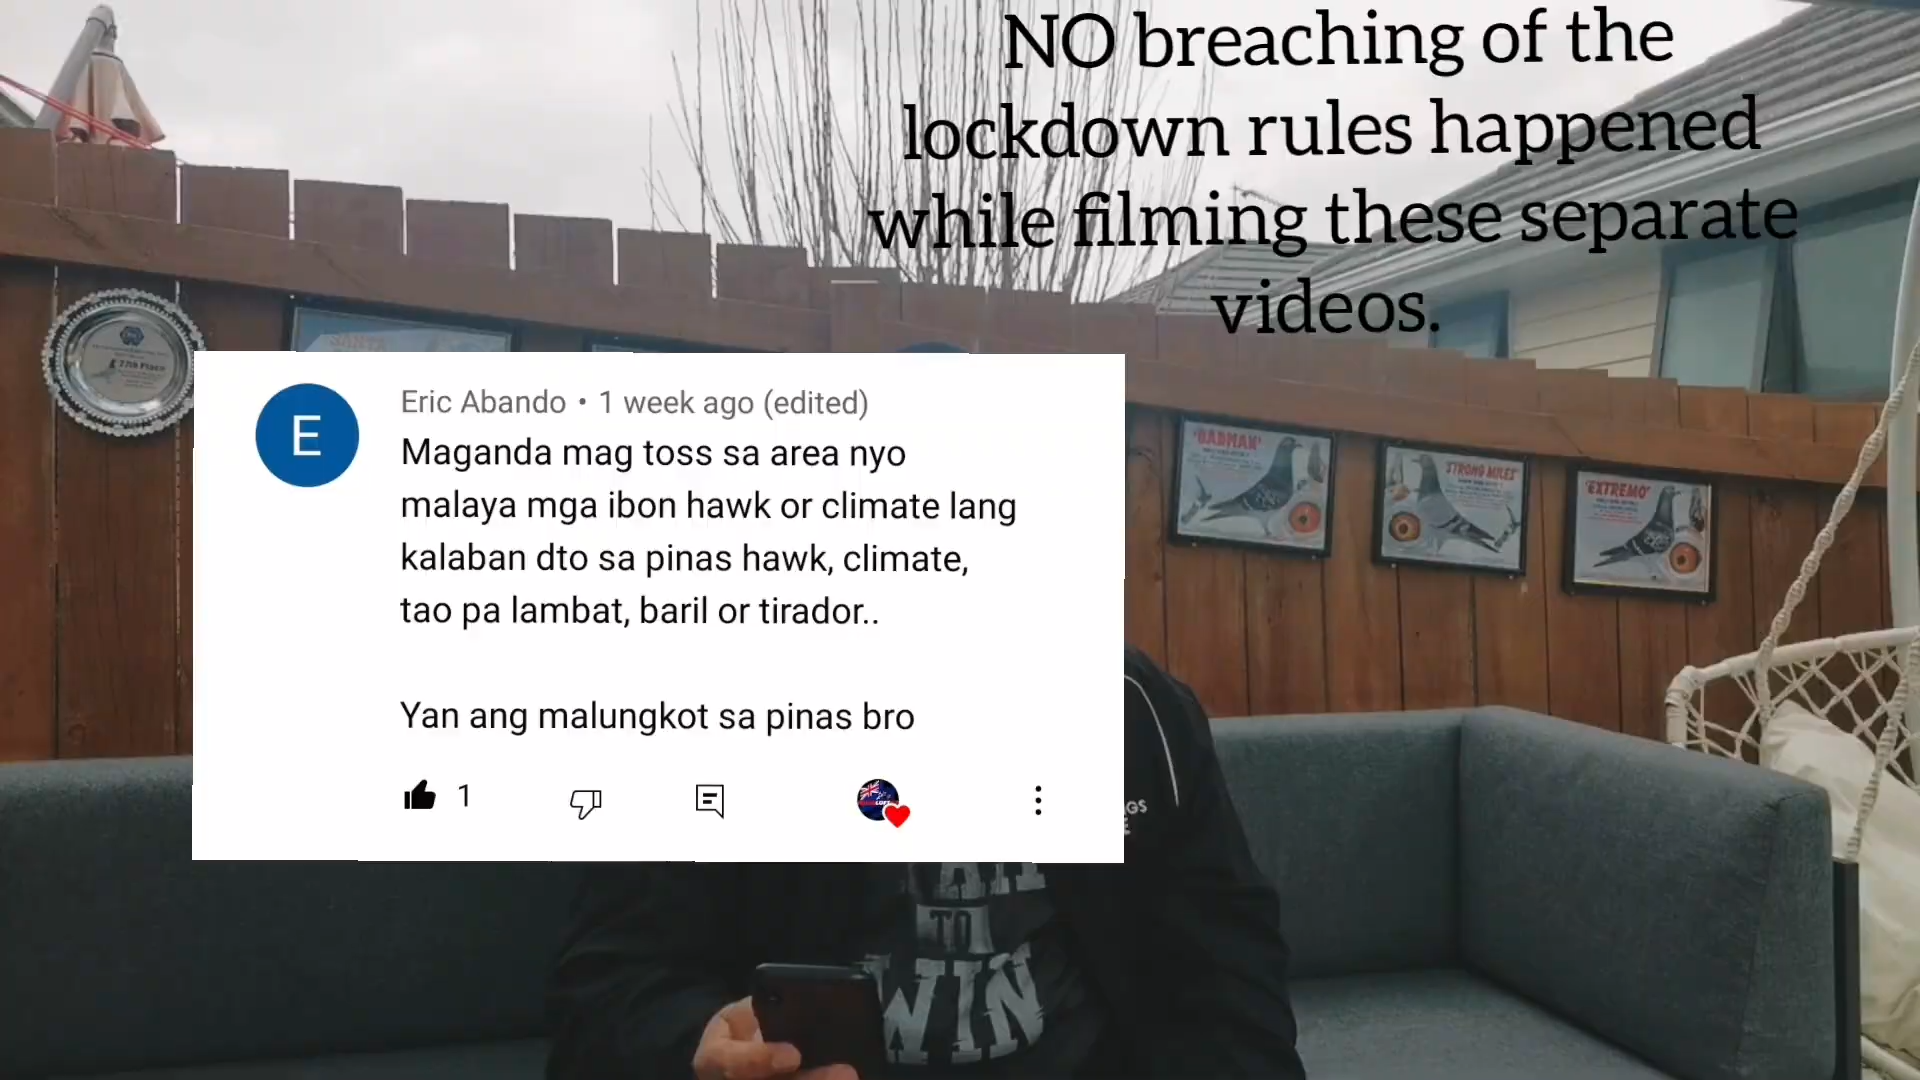 NO breaching of the
lockdown rules happened
while filming these separate
videos.
27th Place
Eric Abando • 1 week ago (edited)
Maganda mag toss sa area nyo
malaya mga ibon hawk or climate lang
kalaban dto sa pinas hawk, climate,
tao pa lambat, baril or tirador..
Yan ang malungkot sa pinas bro
1
'BADMAN'
'STRONG MILES'
'EXTREMO'
TO
WIN